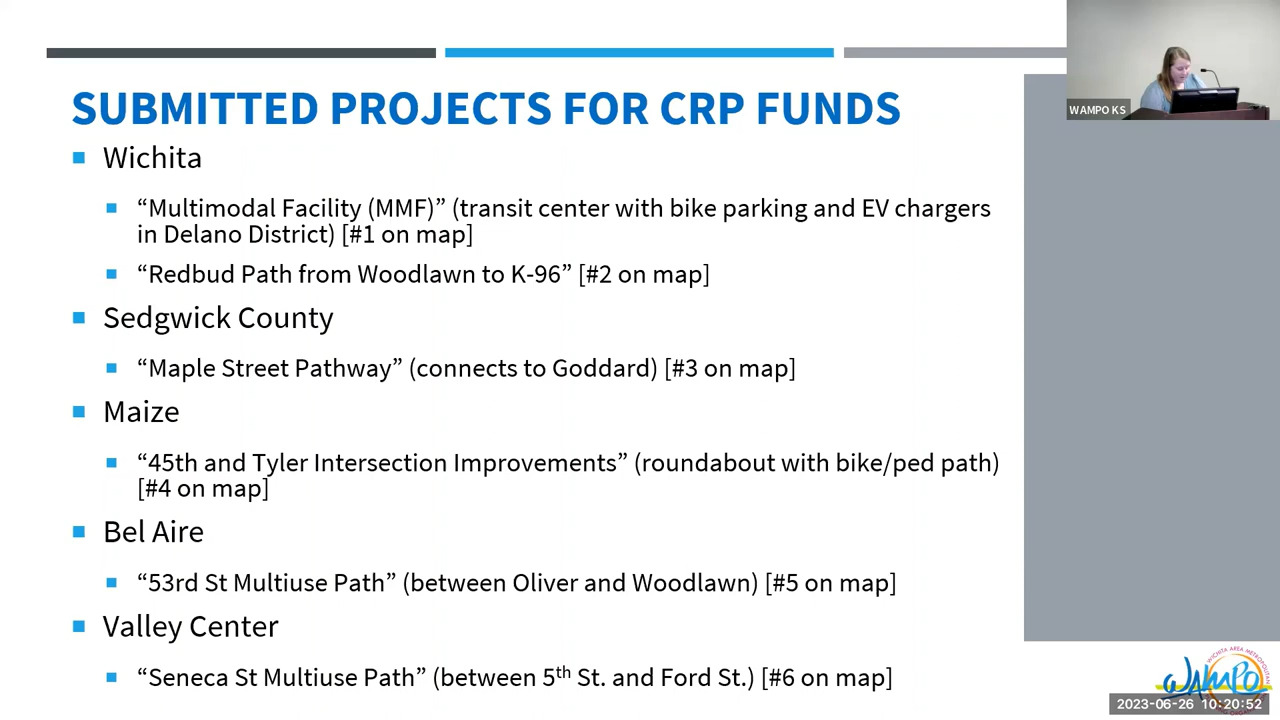 WAMPO KS
SUBMITTED PROJECTS FOR CRP FUNDS
Wichita
“Multimodal Facility (MMF)” (transit center with bike parking and EV chargers
in Delano District) [#1 on map]
“Redbud Path from Woodlawn to K-96” [#2 on map]
Sedgwick County
“Maple Street Pathway” (connects to Goddard) [#3 on map]
Maize
“45th and Tyler Intersection Improvements” (roundabout with bike/ped path)
[#4 on map]
Bel Aire
“53rd St Multiuse Path” (between Oliver and Woodlawn) [#5 on map]
Valley Center
“Seneca St Multiuse Path” (between 5th St. and Ford St.) [#6 on map]
WICHITA AREA METROPOLITAN
WAMPO
2023-06-26 10:20:52